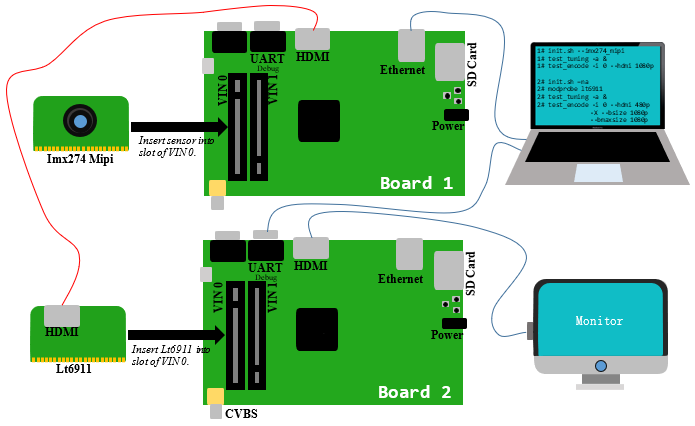 HDMI
UART
Debug
Ethernet
SD Card
VIN 0
VIN 1
Power
Imx274 Mipi
Insert sensor into
slot of VIN 0.
Board 1
1# init.sh --imx274_mipi
1# test_tuning -a &
1# test_encode -i 0 --hdmi 1080p
2# init.sh --na
2# modprobe lt6911
2# test_tuning -a &
2# test_encode -i 0 --hdmi 480p
-X --bsize 1080p
--bmaxsize 1080p
UART
Debug
HDMI
Ethernet
SD Card
VIN 0
VIN 1
Power
HDMI
Lt6911
Insert Lt6911 into
slot of VIN 0.
Board 2
CVBS
Monitor